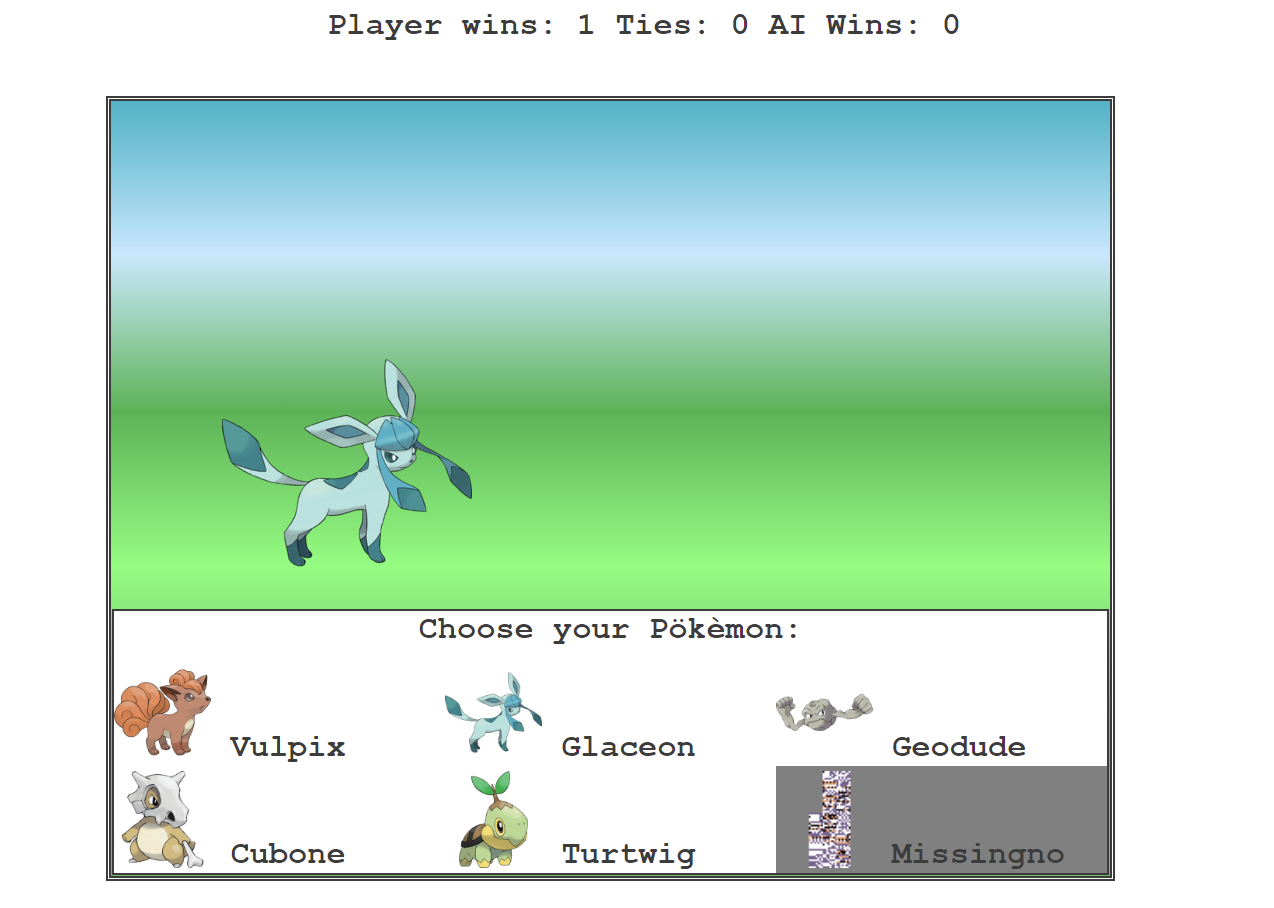 Player wins: 1 Ties: 0 AI Wins: 0
Choose your Pökèmon:
Vulpix Glaceon Geodude
Cubone Turtwig Missingno